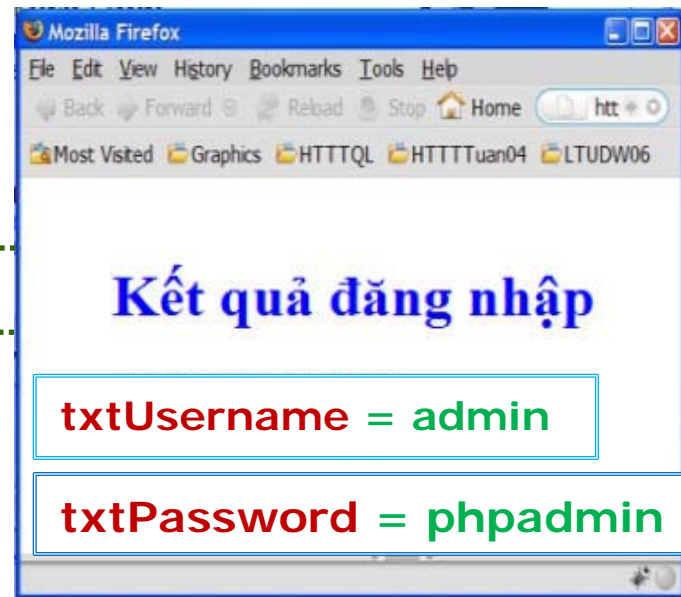 Mozilla Firefox
File Edit View History Bookmarks Tools Help
Back Forward Reload Stop Home htt
Most Visited Graphics HTTTQL HTTTTuan04 LTUDW06
Kết quả đăng nhập
txtUsername = admin
txtPassword = phpadmin